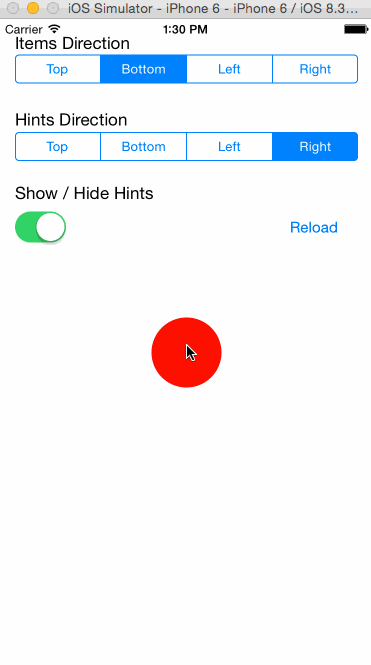 iOS Simulator - iPhone 6 - iPhone 6 / iOS 8.3...
Carrier 1:30 PM
Items Direction
Top Bottom Left Right
Hints Direction
Top Bottom Left Right
Show / Hide Hints
Reload